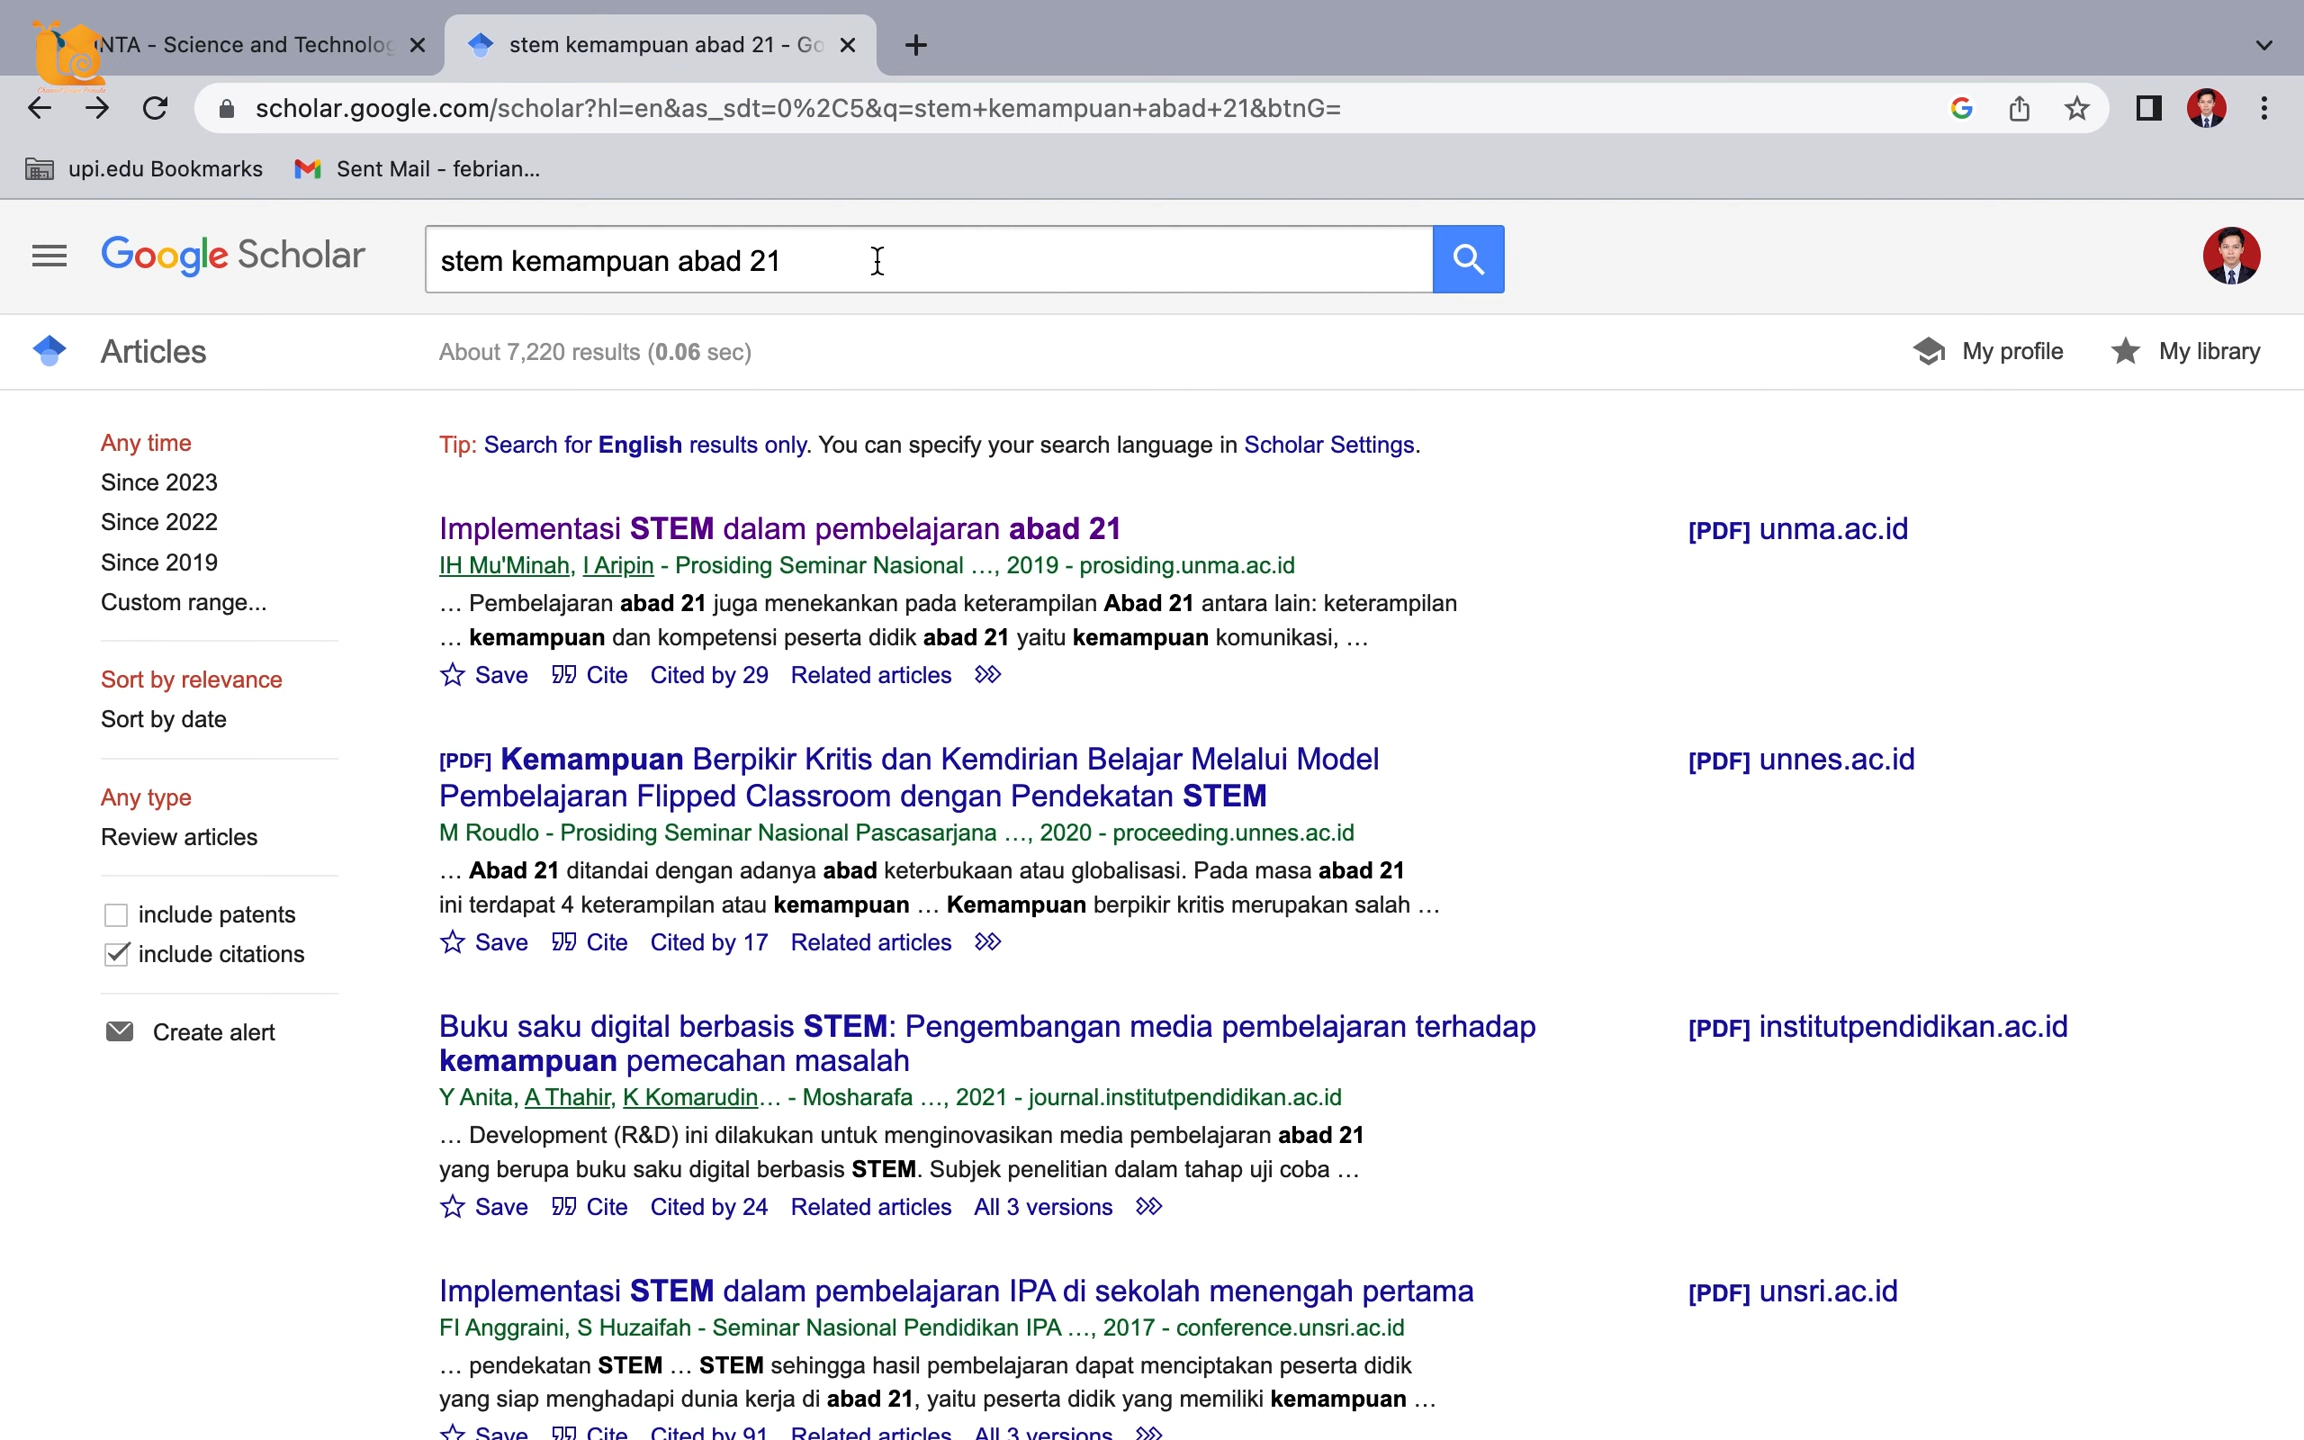 NTA - Science and Technolog
stem kemampuan abad 21 - Go
scholar.google.com/scholar?hl=en&as_sdt=0%2C5&q=stem+kemampuan+abad+21&btnG=
upi.edu Bookmarks
Sent Mail - febrian...
Google Scholar
stem kemampuan abad 21
Articles
About 7,220 results (0.06 sec)
My profile
My library
Any time
Since 2023
Since 2022
Since 2019
Custom range...
Sort by relevance
Sort by date
Any type
Review articles
include patents
include citations
Create alert
Tip: Search for English results only. You can specify your search language in Scholar Settings.
Implementasi STEM dalam pembelajaran abad 21
[PDF] unma.ac.id
IH Mu'Minah, I Aripin - Prosiding Seminar Nasional …, 2019 - prosiding.unma.ac.id
… Pembelajaran abad 21 juga menekankan pada keterampilan Abad 21 antara lain: keterampilan
… kemampuan dan kompetensi peserta didik abad 21 yaitu kemampuan komunikasi, …
Save Cite Cited by 29 Related articles
[PDF] Kemampuan Berpikir Kritis dan Kemdirian Belajar Melalui Model
Pembelajaran Flipped Classroom dengan Pendekatan STEM
[PDF] unnes.ac.id
M Roudlo - Prosiding Seminar Nasional Pascasarjana …, 2020 - proceeding.unnes.ac.id
… Abad 21 ditandai dengan adanya abad keterbukaan atau globalisasi. Pada masa abad 21
ini terdapat 4 keterampilan atau kemampuan … Kemampuan berpikir kritis merupakan salah …
Save Cite Cited by 17 Related articles
Buku saku digital berbasis STEM: Pengembangan media pembelajaran terhadap
kemampuan pemecahan masalah
[PDF] institutpendidikan.ac.id
Y Anita, A Thahir, K Komarudin… - Mosharafa …, 2021 - journal.institutpendidikan.ac.id
… Development (R&D) ini dilakukan untuk menginovasikan media pembelajaran abad 21
yang berupa buku saku digital berbasis STEM. Subjek penelitian dalam tahap uji coba …
Save Cite Cited by 24 Related articles All 3 versions
Implementasi STEM dalam pembelajaran IPA di sekolah menengah pertama
[PDF] unsri.ac.id
FI Anggraini, S Huzaifah - Seminar Nasional Pendidikan IPA …, 2017 - conference.unsri.ac.id
… pendekatan STEM … STEM sehingga hasil pembelajaran dapat menciptakan peserta didik
yang siap menghadapi dunia kerja di abad 21, yaitu peserta didik yang memiliki kemampuan …
Save Cite Cited by 91 Related articles All 3 versions